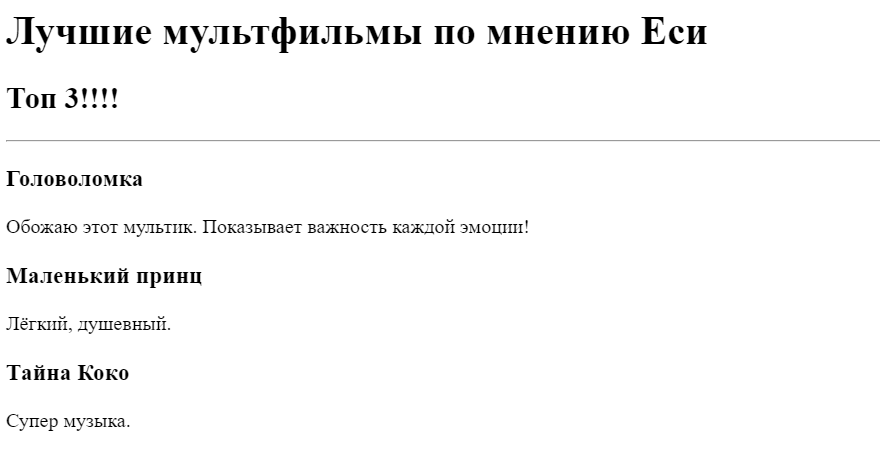 Лучшие мультфильмы по мнению Еси
Топ 3!!!!
Головоломка
Обожаю этот мультик. Показывает важность каждой эмоции!
Маленький принц
Лёгкий, душевный.
Тайна Коко
Супер музыка.